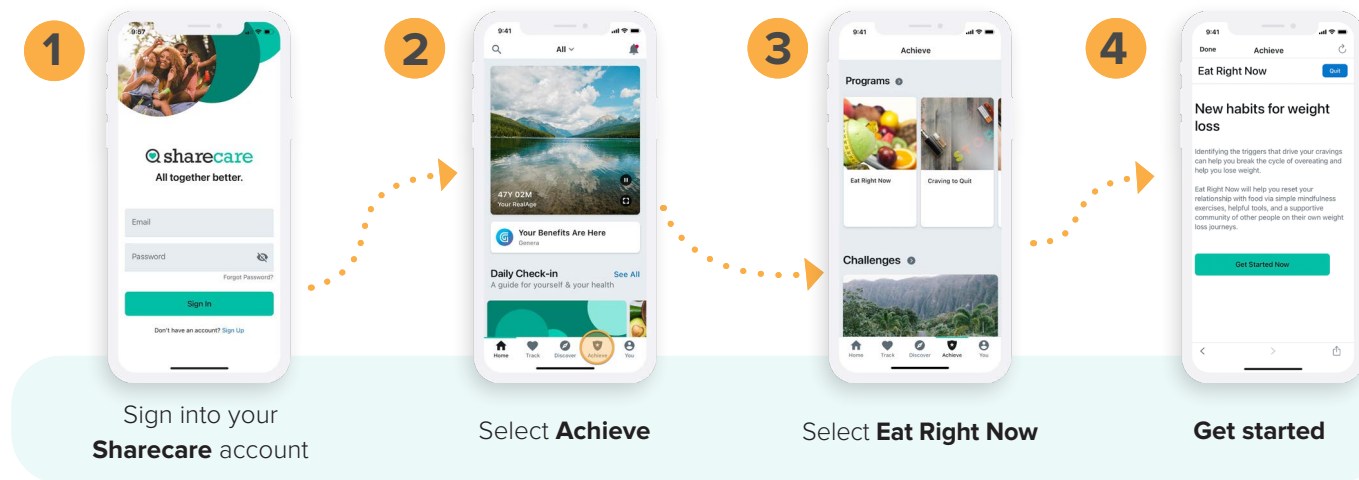 1
9:57
sharecare
All together better.
Email
Password
Forgot Password?
Sign In
Don't have an account? Sign Up
Sign into your
Sharecare account
2
9:41
All
47Y 02M
Your RealAge
Your Benefits Are Here
Genera
Daily Check-in See All
A guide for yourself & your health
Home Track Discover Achieve You
Select Achieve
3
9:41
Achieve
Programs
Eat Right Now Craving to Quit
Challenges
Home Track Discover Achieve You
Select Eat Right Now
4
9:41
Done Achieve
Eat Right Now Quit
New habits for weight
loss
Identifying the triggers that drive your cravings
can help you break the cycle of overeating and
help you lose weight.
Eat Right Now will help you reset your
relationship with food via simple mindfulness
exercises, helpful tools, and a supportive
community of other people on their own weight
loss journeys.
Get Started Now
Get started